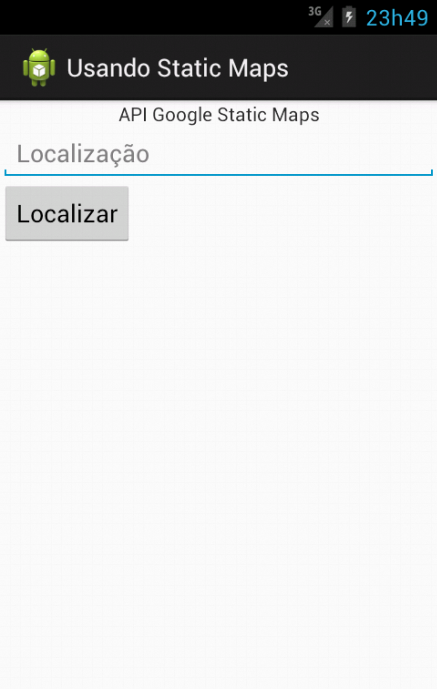 3G 23h49
Usando Static Maps
API Google Static Maps
Localização
Localizar